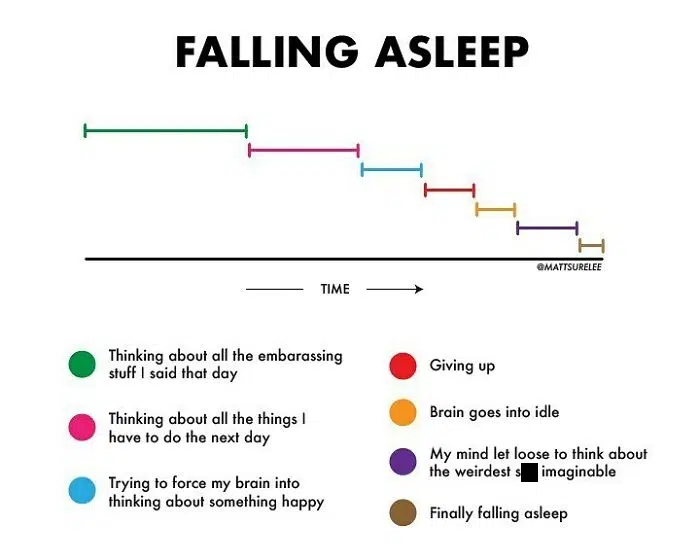 FALLING ASLEEP
@MATTSURELEE
TIME
Thinking about all the embarassing
stuff I said that day
Thinking about all the things I
have to do the next day
Trying to force my brain into
thinking about something happy
Giving up
Brain goes into idle
My mind let loose to think about
the weirdest s imaginable
Finally falling asleep